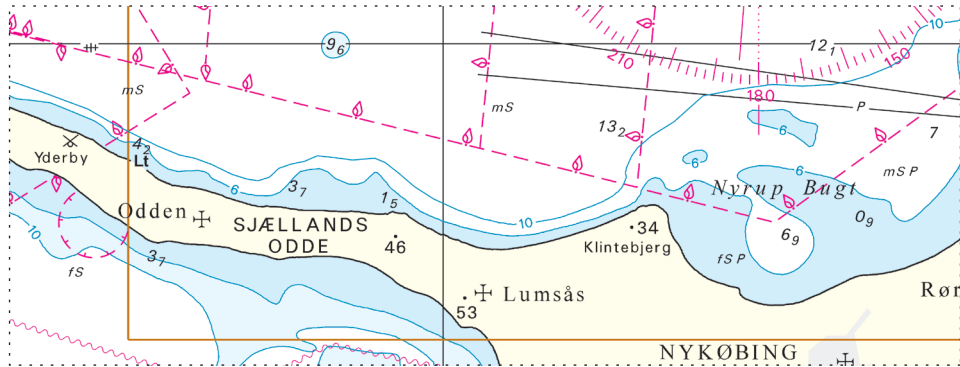 10
9₆
12₁
210
150
mS
mS
180
P
13₂
7
4₂
Lt
6
6
Yderby
mS P
6
3₇
6
1₅
Nyrup Bugt
Odden
SJÆLLANDS
ODDE
10
0₉
34
6₉
10
46
Klintebjerg
3₇
fS
fS P
Lumsås
Rør
53
NYKØBING